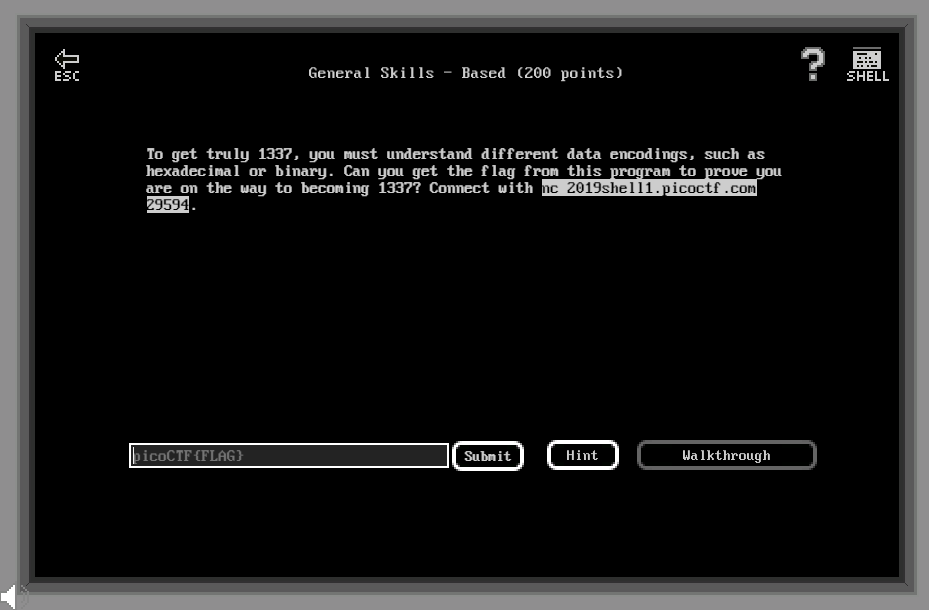 ESC
General Skills - Based (200 points)
?
SHELL
To get truly 1337, you must understand different data encodings, such as
hexadecimal or binary. Can you get the flag from this program to prove you
are on the way to becoming 1337? Connect with nc 2019shell1.picoctf.com
29594.
picoCTF{FLAG}
Submit
Hint
Walkthrough